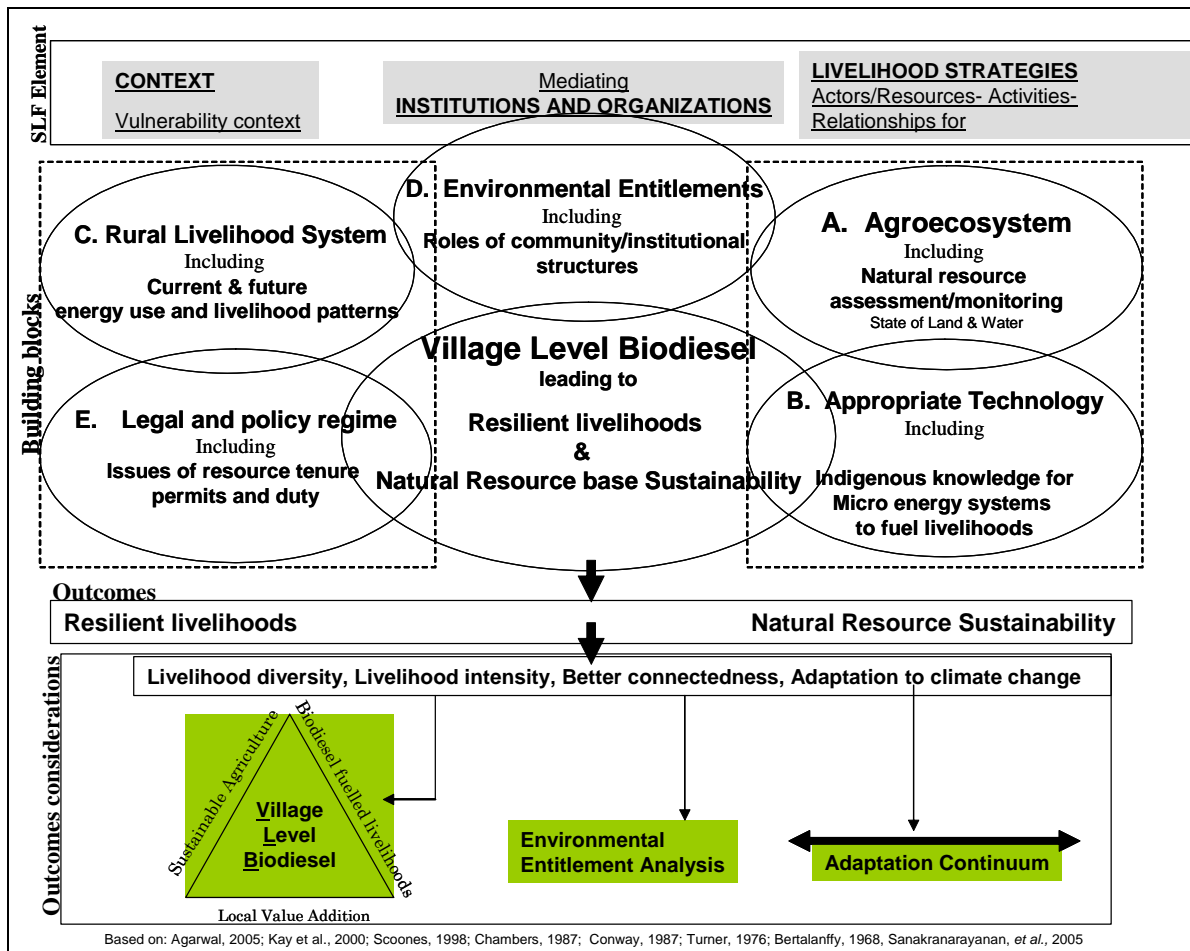 SLF Element
CONTEXT
Vulnerability context
Mediating
INSTITUTIONS AND ORGANIZATIONS
LIVELIHOOD STRATEGIES
Actors/Resources- Activities-
Relationships for
Building blocks
C. Rural Livelihood System
Including
Current & future
energy use and livelihood patterns
D. Environmental Entitlements
Including
Roles of community/institutional
structures
A. Agroecosystem
Including
Natural resource
assessment/monitoring
State of Land & Water
E. Legal and policy regime
Including
Issues of resource tenure
permits and duty
Village Level Biodiesel
leading to
Resilient livelihoods
&
Natural Resource base Sustainability
B. Appropriate Technology
Including
Indigenous knowledge for
Micro energy systems
to fuel livelihoods
Outcomes
Resilient livelihoods
Natural Resource Sustainability
Outcomes considerations
Livelihood diversity, Livelihood intensity, Better connectedness, Adaptation to climate change
Sustainable Agriculture
Biodiesel fuelled livelihoods
Village
Level
Biodiesel
Local Value Addition
Environmental
Entitlement Analysis
Adaptation Continuum
Based on: Agarwal, 2005; Kay et al., 2000; Scoones, 1998; Chambers, 1987; Conway, 1987; Turner, 1976; Bertalanffy, 1968, Sanakranarayanan, et al., 2005